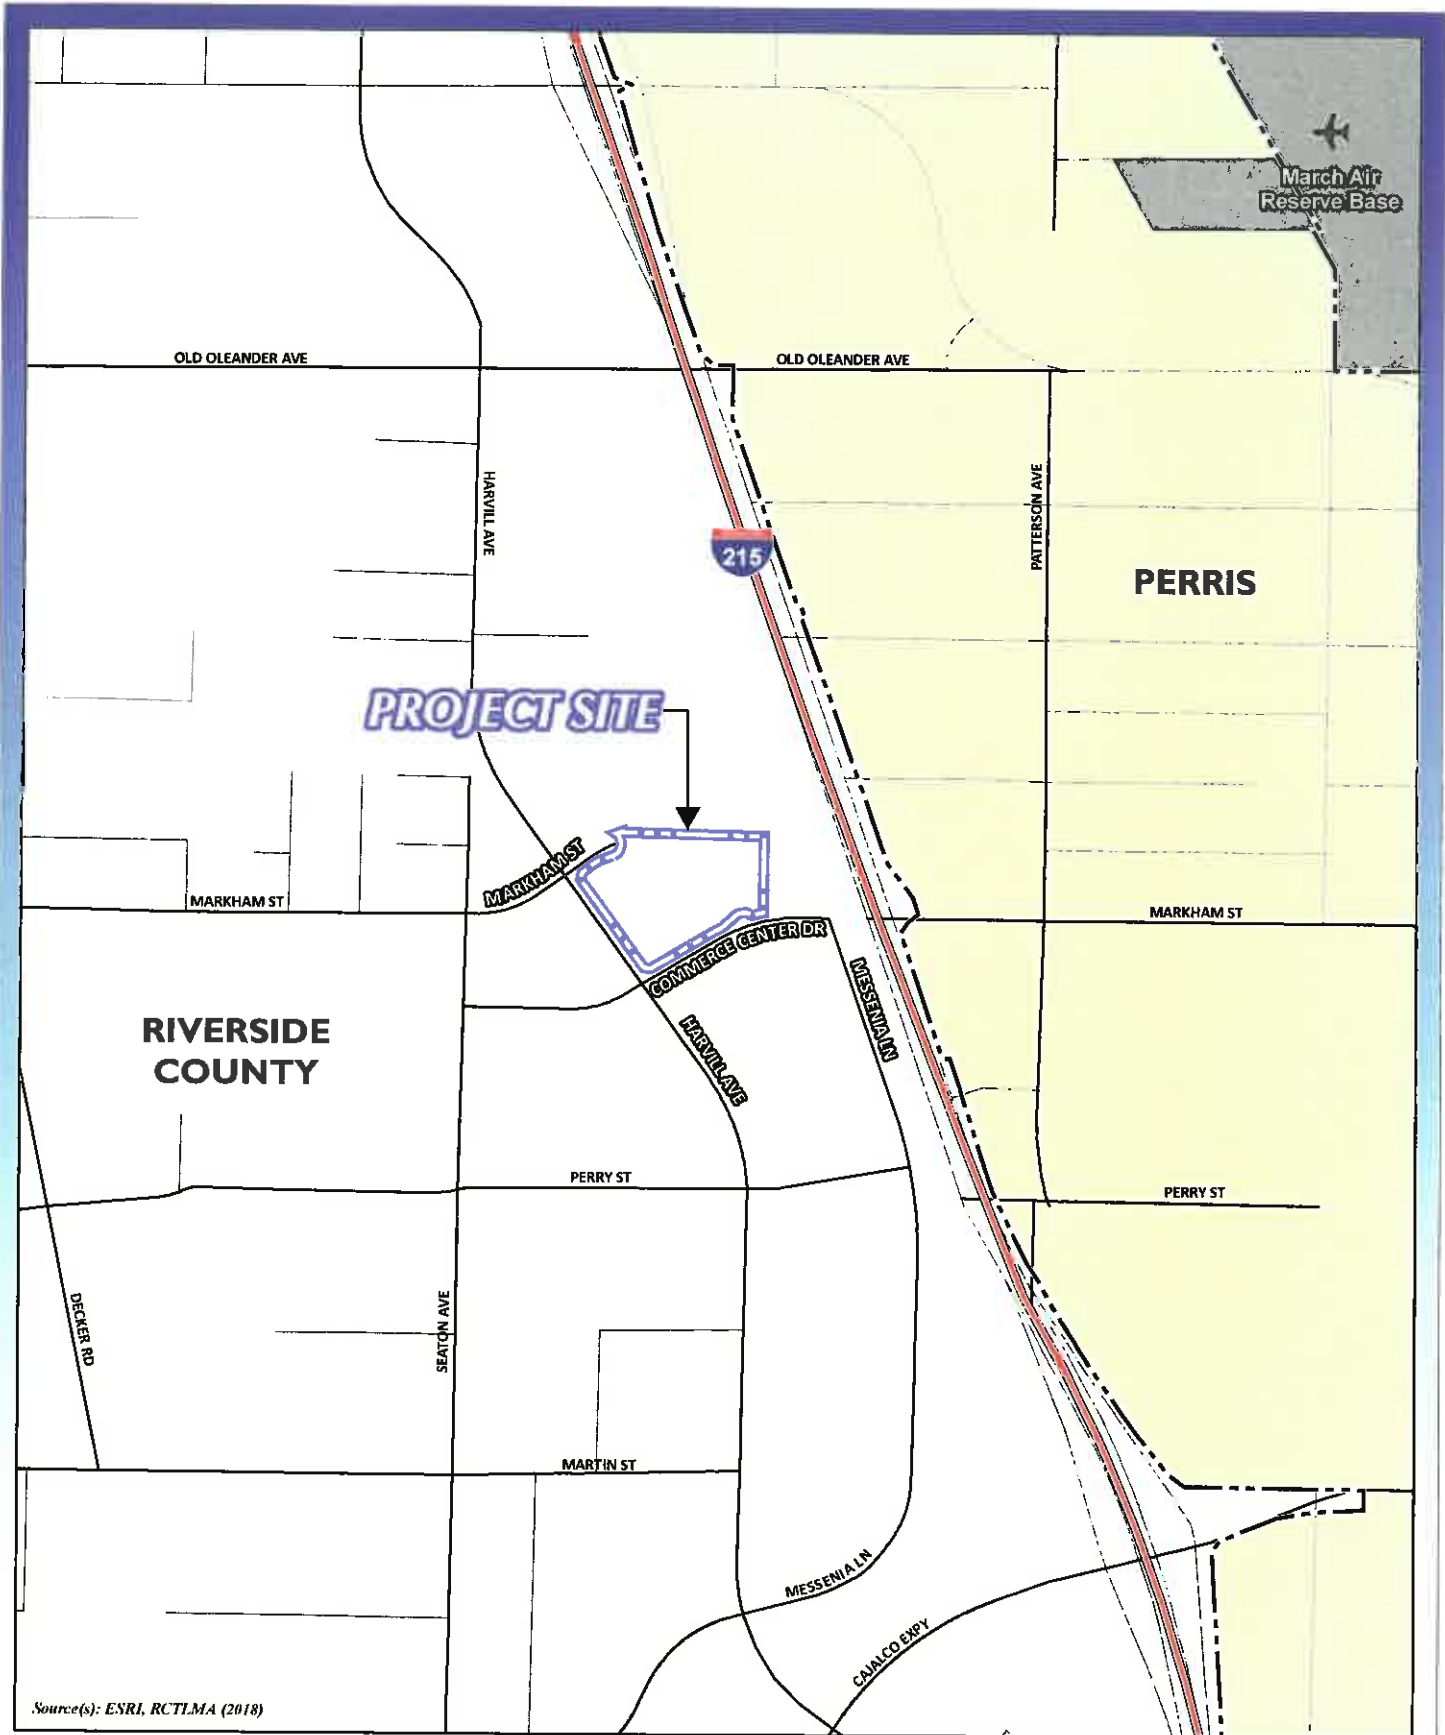 March Air
Reserve Base
OLD OLEANDER AVE
OLD OLEANDER AVE
HARVILL AVE
PATTERSON AVE
215
PERRIS
PROJECT SITE
MARKHAM ST
MARKHAM ST
MARKHAM ST
COMMERCE CENTER DR
MESSENIA LN
RIVERSIDE
COUNTY
HARVILL AVE
PERRY ST
PERRY ST
DECKER RD
SEATON AVE
MARTIN ST
MESSENIA LN
CAJALCO EXPY
Source(s): ESRI, RCTLMA (2018)